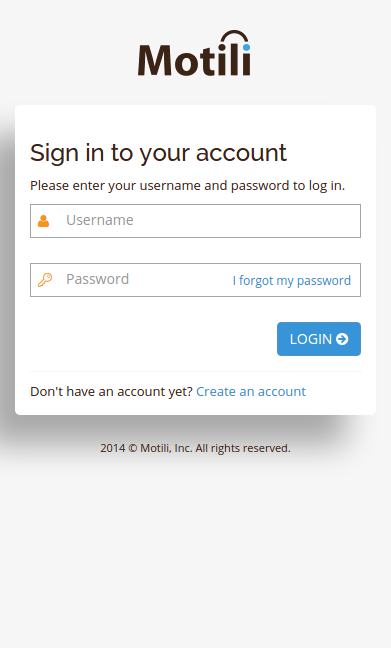 Motili
Sign in to your account
Please enter your username and password to log in.
Username
Password I forgot my password
LOGIN
Don't have an account yet? Create an account
2014 © Motili, Inc. All rights reserved.